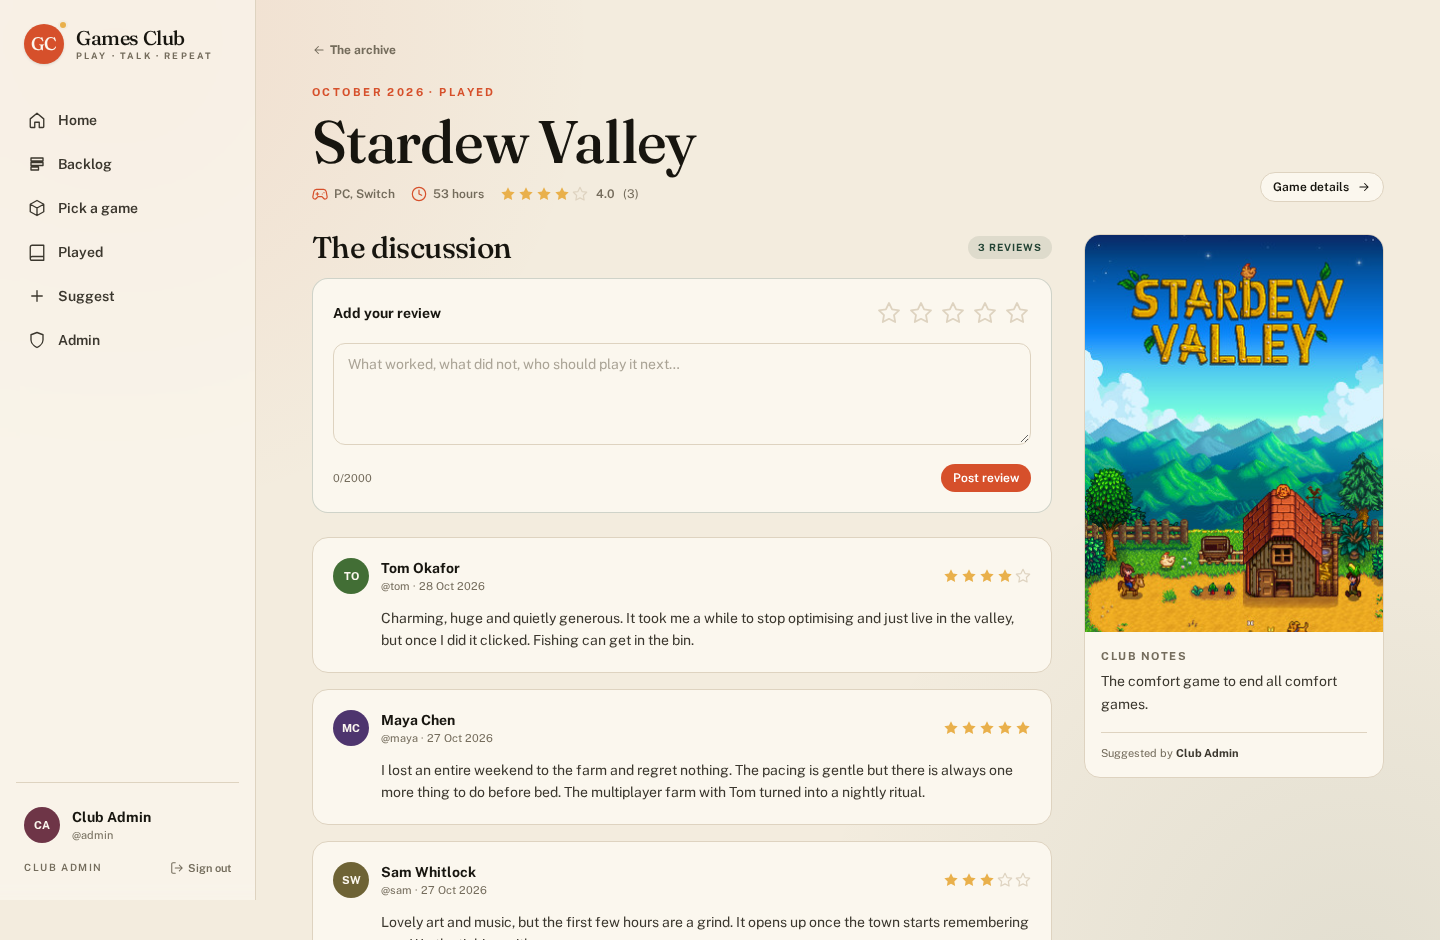 GC
Games Club
PLAY · TALK · REPEAT
Home
Backlog
Pick a game
Played
Suggest
Admin
CA
Club Admin
@admin
CLUB ADMIN
Sign out
← The archive
OCTOBER 2026 · PLAYED
Stardew Valley
PC, Switch
53 hours
4.0 (3)
Game details →
The discussion
3 REVIEWS
Add your review
What worked, what did not, who should play it next...
0/2000
Post review
TO
Tom Okafor
@tom · 28 Oct 2026
Charming, huge and quietly generous. It took me a while to stop optimising and just live in the valley,
but once I did it clicked. Fishing can get in the bin.
MC
Maya Chen
@maya · 27 Oct 2026
I lost an entire weekend to the farm and regret nothing. The pacing is gentle but there is always one
more thing to do before bed. The multiplayer farm with Tom turned into a nightly ritual.
SW
Sam Whitlock
@sam · 27 Oct 2026
Lovely art and music, but the first few hours are a grind. It opens up once the town starts remembering
STARDEW
VALLEY
CLUB NOTES
The comfort game to end all comfort
games.
Suggested by Club Admin